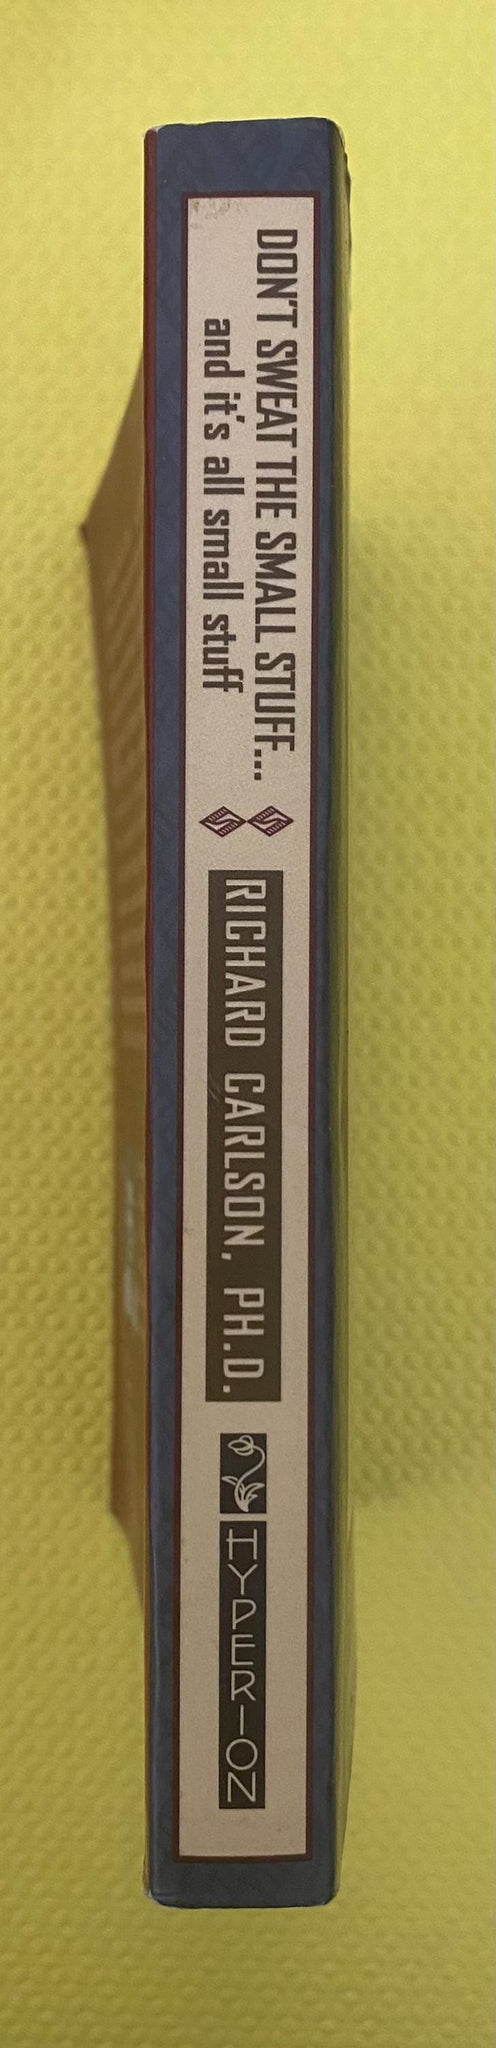 DON'T SWEAT THE SMALL STUFF...
and it's all small stuff
RICHARD CARLSON, PH.D.
HYPERION